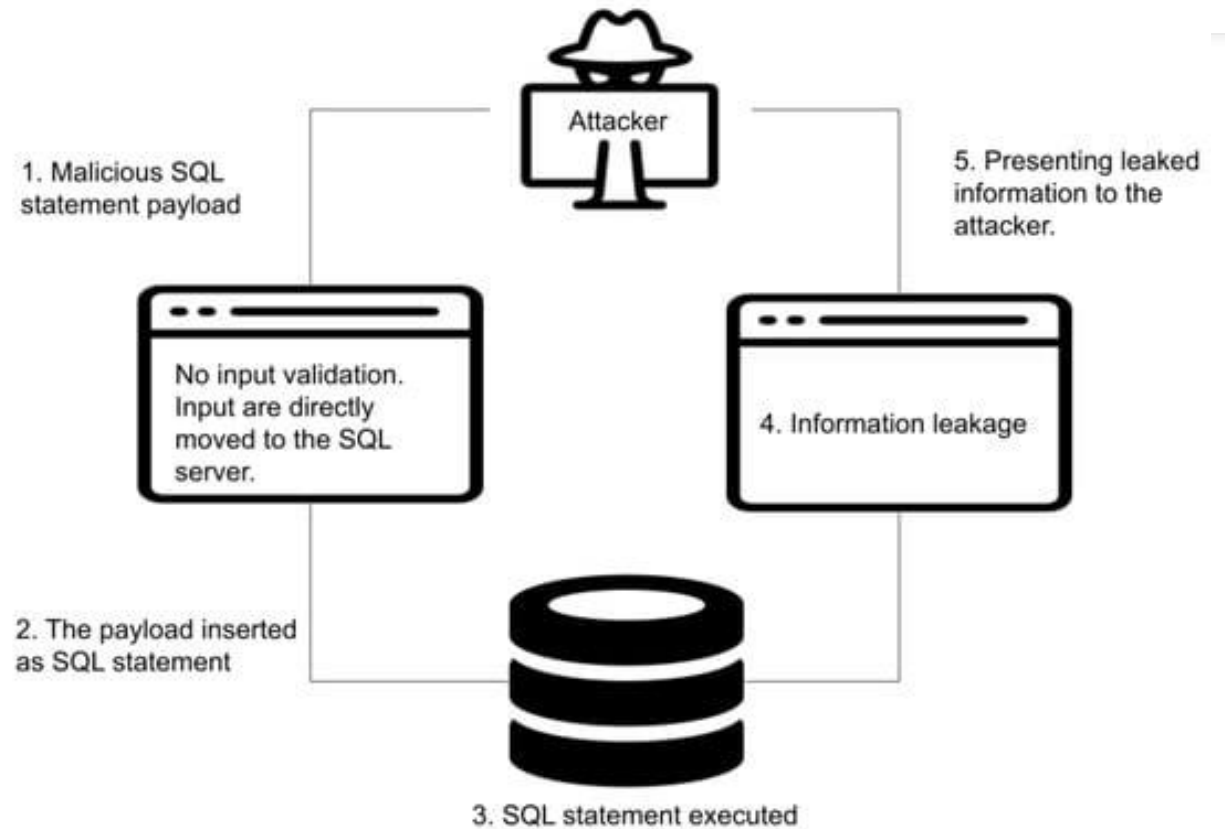 Attacker
1. Malicious SQL
statement payload
5. Presenting leaked
information to the
attacker.
No input validation.
Input are directly
moved to the SQL
server.
4. Information leakage
2. The payload inserted
as SQL statement
3. SQL statement executed